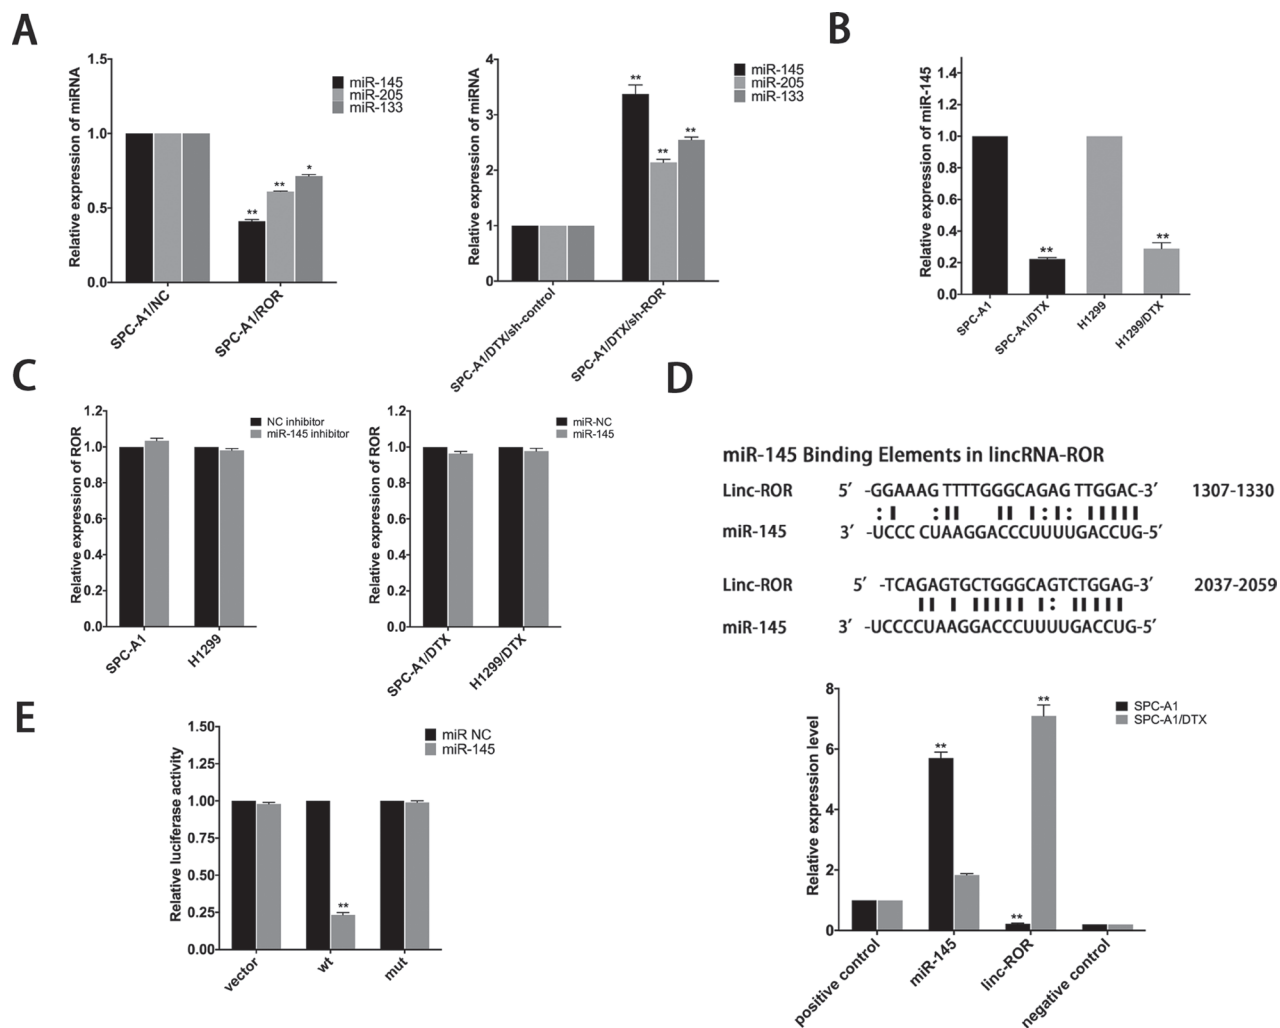 A
Relative expression of miRNA
1.5
1.0
0.5
0.0
miR-145
miR-205
miR-133
**
**
*
SPC-A1/NC
SPC-A1/ROR
Relative expression of miRNA
4
3
2
1
0
miR-145
miR-205
miR-133
**
**
**
SPC-A1/DTX/sh-control
SPC-A1/DTX/sh-ROR
B
Relative expression of miR-145
1.4
1.2
1.0
0.8
0.6
0.4
0.2
0.0
**
**
SPC-A1
SPC-A1/DTX
H1299
H1299/DTX
C
Relative expression of ROR
1.2
1.0
0.8
0.6
0.4
0.2
0.0
NC inhibitor
miR-145 inhibitor
SPC-A1
H1299
Relative expression of ROR
1.2
1.0
0.8
0.6
0.4
0.2
0.0
miR-NC
miR-145
SPC-A1/DTX
H1299/DTX
D
miR-145 Binding Elements in lincRNA-ROR
Linc-ROR 5′ -GGAAAG TTTTGGGCAGAG TTGGAC-3′ 1307-1330
miR-145 3′ -UCCC CUAAGGACCCUUUUGACCUG-5′
Linc-ROR 5′ -TCAGAGTGCTGGGCAGTCTGGAG-3′ 2037-2059
miR-145 3′ -UCCCCUAAGGACCCUUUUGACCUG-5′
Relative expression level
8
6
4
2
0
SPC-A1
SPC-A1/DTX
**
**
**
positive control
miR-145
linc-ROR
negative control
E
Relative luciferase activity
1.50
1.25
1.00
0.75
0.50
0.25
0.00
miR NC
miR-145
**
vector
wt
mut